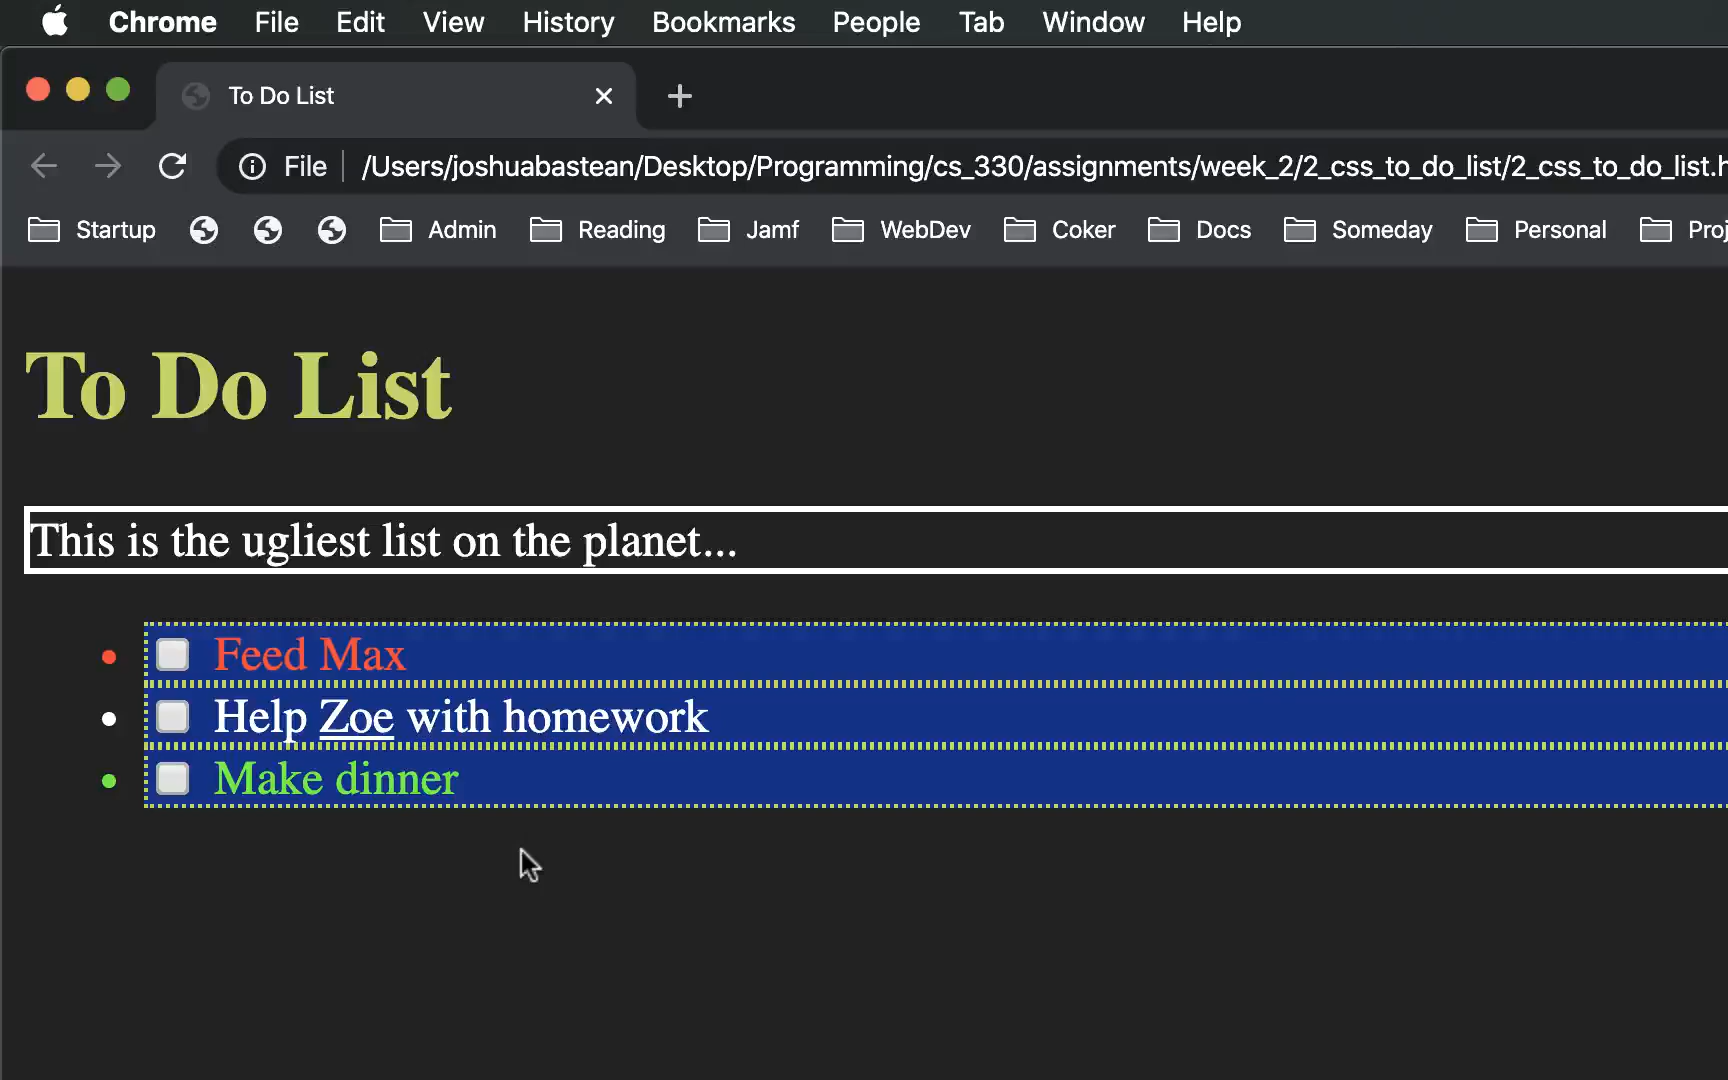 Chrome File Edit View History Bookmarks People Tab Window Help
To Do List
File /Users/joshuabastean/Desktop/Programming/cs_330/assignments/week_2/2_css_to_do_list/2_css_to_do_list.h
Startup Admin Reading Jamf WebDev Coker Docs Someday Personal Proj
To Do List
This is the ugliest list on the planet...
Feed Max
Help Zoe with homework
Make dinner